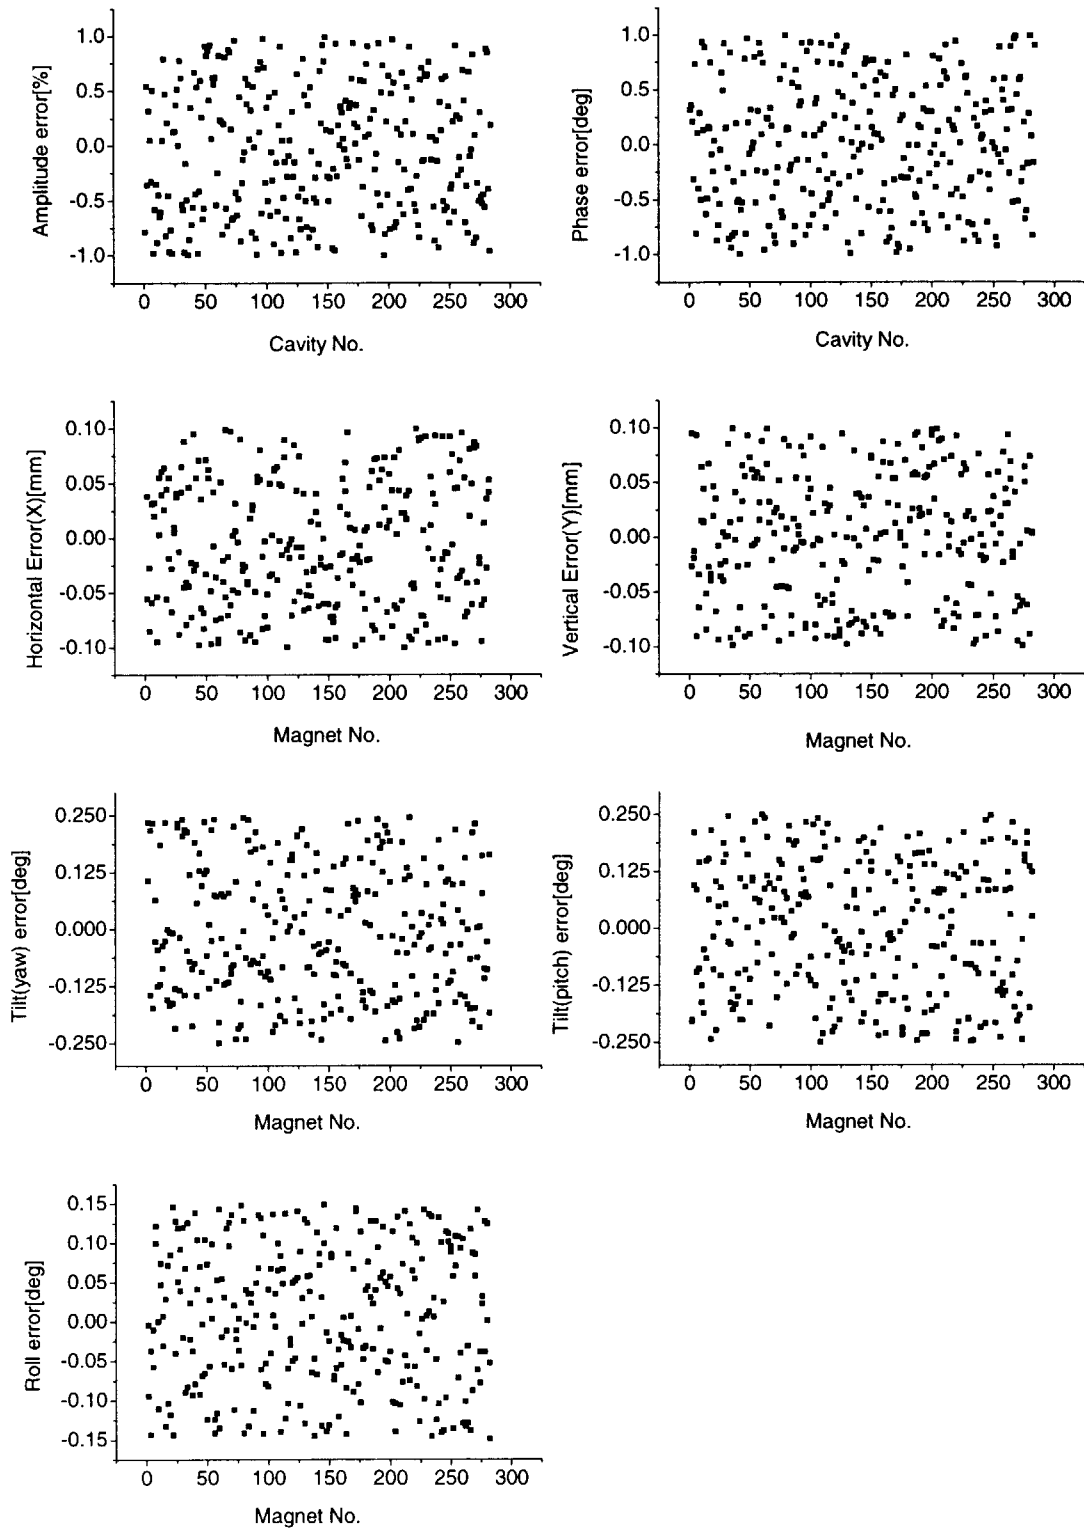 Amplitude error[%]
1.0
0.5
0.0
-0.5
-1.0
0 50 100 150 200 250 300
Cavity No.
Phase error[deg]
1.0
0.5
0.0
-0.5
-1.0
0 50 100 150 200 250 300
Cavity No.
Horizontal Error(X)[mm]
0.10
0.05
0.00
-0.05
-0.10
0 50 100 150 200 250 300
Magnet No.
Vertical Error(Y)[mm]
0.10
0.05
0.00
-0.05
-0.10
0 50 100 150 200 250 300
Magnet No.
Tilt(yaw) error[deg]
0.250
0.125
0.000
-0.125
-0.250
0 50 100 150 200 250 300
Magnet No.
Tilt(pitch) error[deg]
0.250
0.125
0.000
-0.125
-0.250
0 50 100 150 200 250 300
Magnet No.
Roll error[deg]
0.15
0.10
0.05
0.00
-0.05
-0.10
-0.15
0 50 100 150 200 250 300
Magnet No.